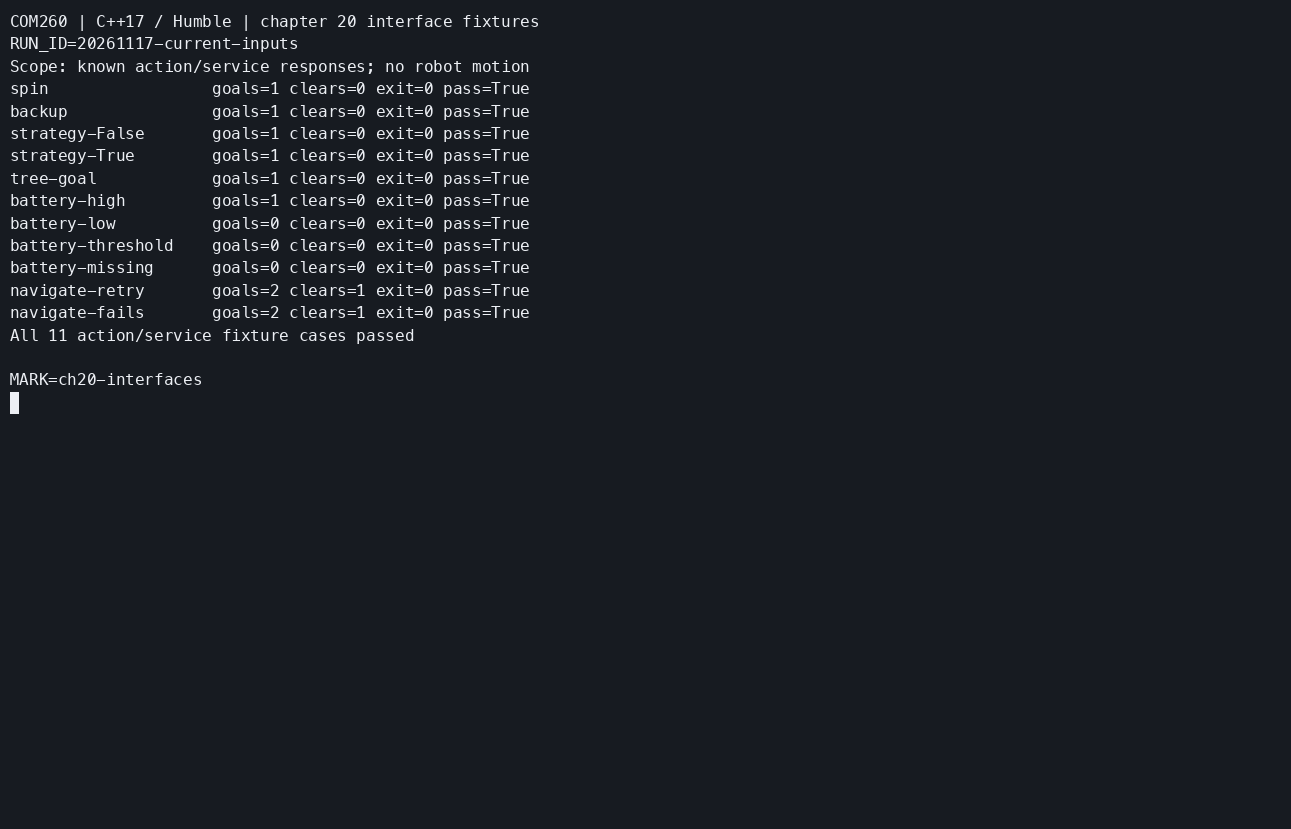 COM260 | C++17 / Humble | chapter 20 interface fixtures
RUN_ID=20261117-current-inputs
Scope: known action/service responses; no robot motion
spin                 goals=1 clears=0 exit=0 pass=True
backup               goals=1 clears=0 exit=0 pass=True
strategy-False       goals=1 clears=0 exit=0 pass=True
strategy-True        goals=1 clears=0 exit=0 pass=True
tree-goal            goals=1 clears=0 exit=0 pass=True
battery-high         goals=1 clears=0 exit=0 pass=True
battery-low          goals=0 clears=0 exit=0 pass=True
battery-threshold    goals=0 clears=0 exit=0 pass=True
battery-missing      goals=0 clears=0 exit=0 pass=True
navigate-retry       goals=2 clears=1 exit=0 pass=True
navigate-fails       goals=2 clears=1 exit=0 pass=True
All 11 action/service fixture cases passed
MARK=ch20-interfaces